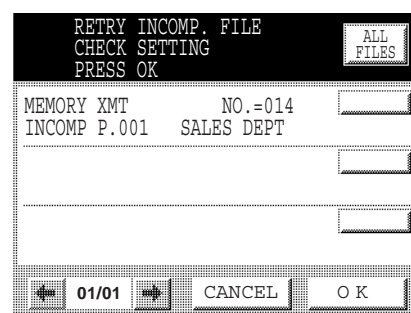 RETRY INCOMP. FILE
CHECK SETTING
PRESS OK
ALL
FILES
MEMORY XMT NO.=014
INCOMP P.001 SALES DEPT
01/01
CANCEL
OK